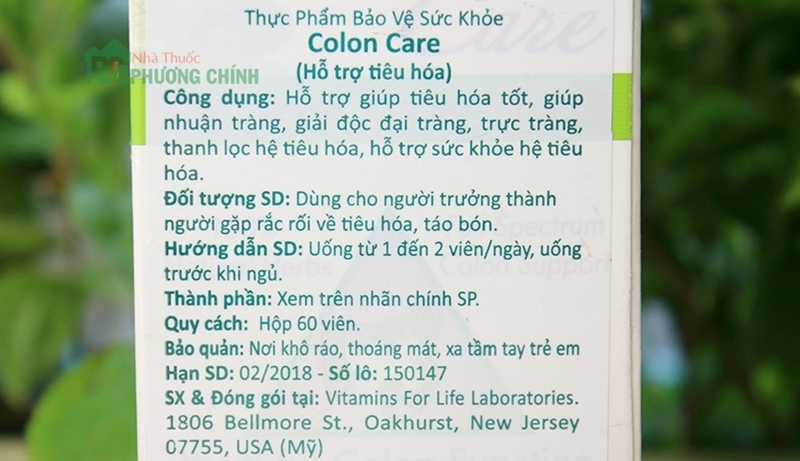 Thực Phẩm Bảo Vệ Sức Khỏe
Care
Colon Care
Nhà Thuốc
PHƯƠNG CHÍNH
(Hỗ trợ tiêu hóa)
Công dụng: Hỗ trợ giúp tiêu hóa tốt, giúp
nhuận tràng, giải độc đại tràng, trực tràng,
thanh lọc hệ tiêu hóa, hỗ trợ sức khỏe hệ tiêu
hóa.
Đối tượng SD: Dùng cho người trưởng thành
người gặp rắc rối về tiêu hóa, táo bón.
Spectrum
Hướng dẫn SD: Uống từ 1 đến 2 viên/ngày, uống
trước khi ngủ.
Colon Support
Thành phần: Xem trên nhãn chính SP.
Quy cách: Hộp 60 viên.
Bảo quản: Nơi khô ráo, thoáng mát, xa tầm tay trẻ em
Hạn SD: 02/2018 - Số lô: 150147
SX & Đóng gói tại: Vitamins For Life Laboratories.
1806 Bellmore St., Oakhurst, New Jersey
07755, USA (Mỹ)